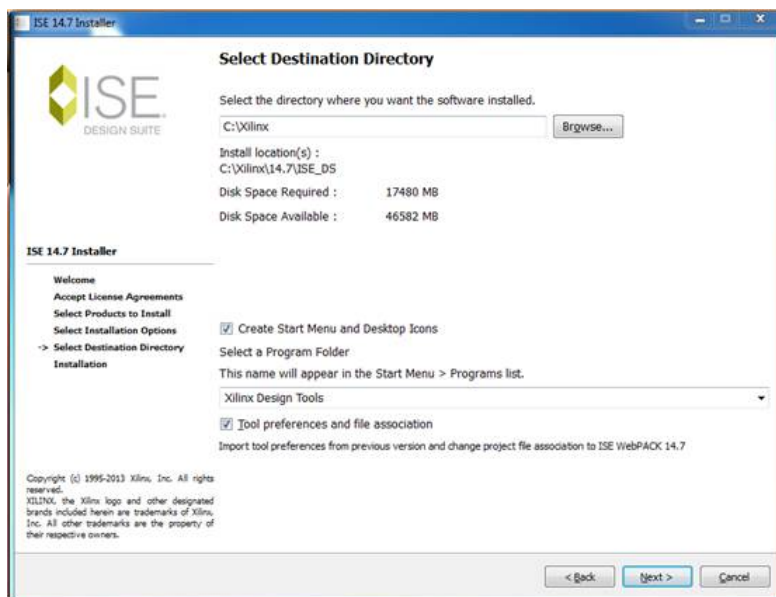 ISE 14.7 Installer
ISE
DESIGN SUITE
Select Destination Directory
Select the directory where you want the software installed.
C:\Xilinx
Browse...
Install location(s) :
C:\Xilinx\14.7\ISE_DS
Disk Space Required : 17480 MB
Disk Space Available : 46582 MB
ISE 14.7 Installer
Welcome
Accept License Agreements
Select Products to Install
Select Installation Options
-> Select Destination Directory
Installation
Create Start Menu and Desktop Icons
Select a Program Folder
This name will appear in the Start Menu > Programs list.
Xilinx Design Tools
Tool preferences and file association
Import tool preferences from previous version and change project file association to ISE WebPACK 14.7
Copyright (c) 1995-2013 Xilinx, Inc. All rights
reserved.
XILINX, the Xilinx logo and other designated
brands included herein are trademarks of Xilinx,
Inc. All other trademarks are the property of
their respective owners.
< Back
Next >
Cancel